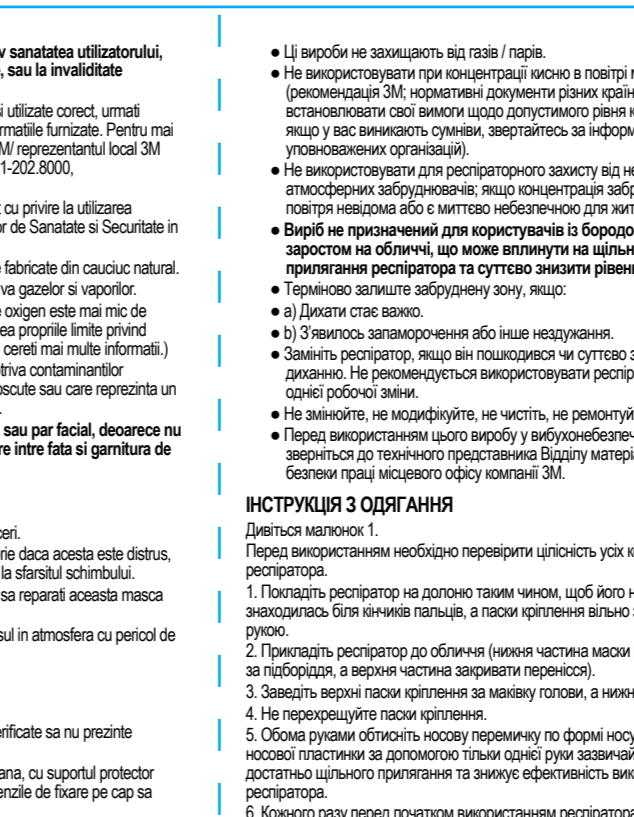 v sanatatea utilizatorului,
, sau la invaliditate
i utilizate corect, urmati
rmatiile furnizate. Pentru mai
M/ reprezentantul local 3M
1-202.8000,
t cu privire la utilizarea
or de Sanatate si Securitate in
e fabricate din cauciuc natural.
va gazelor si vaporilor.
e oxigen este mai mic de
ea propriile limite privind
cereti mai multe informatii.)
triva contaminantilor
oscute sau care reprezinta un
.
sau par facial, deoarece nu
re intre fata si garnitura de
ceri.
rie daca acesta este distrus,
la sfarsitul schimbului.
sa reparati aceasta masca
sul in atmosfera cu pericol de
erificate sa nu prezinte
ana, cu suportul protector
enzile de fixare pe cap sa
● Ці вироби не захищають від газів / парів.
● Не використовувати при концентрації кисню в повітрі м
(рекомендація 3М; нормативні документи різних країн
встановлювати свої вимоги щодо допустимого рівня к
якщо у вас виникають сумніви, звертайтесь за інформ
уповноважених організацій).
● Не використовувати для респіраторного захисту від не
атмосферних забруднювачів; якщо концентрація забр
повітря невідома або є миттєво небезпечною для жит
● Виріб не призначений для користувачів із бородо
заростом на обличчі, що може вплинути на щільн
прилягання респіратора та суттєво знизити рівен
● Терміново залиште забруднену зону, якщо:
● a) Дихати стає важко.
● b) З’явилось запаморочення або інше нездужання.
● Замініть респіратор, якщо він пошкодився чи суттєво з
диханню. Не рекомендується використовувати респір
однієї робочої зміни.
● Не змінюйте, не модифікуйте, не чистіть, не ремонтуй
● Перед використанням цього виробу у вибухонебезпеч
зверніться до технічного представника Відділу матері
безпеки праці місцевого офісу компанії 3М.
ІНСТРУКЦІЯ З ОДЯГАННЯ
Дивіться малюнок 1.
Перед використанням необхідно перевірити цілісність усіх к
респіратора.
1. Покладіть респіратор на долоню таким чином, щоб його н
знаходилась біля кінчиків пальців, а паски кріплення вільно з
рукою.
2. Прикладіть респіратор до обличчя (нижня частина маски
за підборіддя, а верхня частина закривати перенісся).
3. Заведіть верхні паски кріплення за маківку голови, а нижн
4. Не перехрещуйте паски кріплення.
5. Обома руками обтисніть носову перемичку по формі носу
носової пластинки за допомогою тільки однієї руки зазвичай
достатньо щільного прилягання та знижує ефективність вик
респіратора.
6. Кожного разу перед початком використанням респіратора